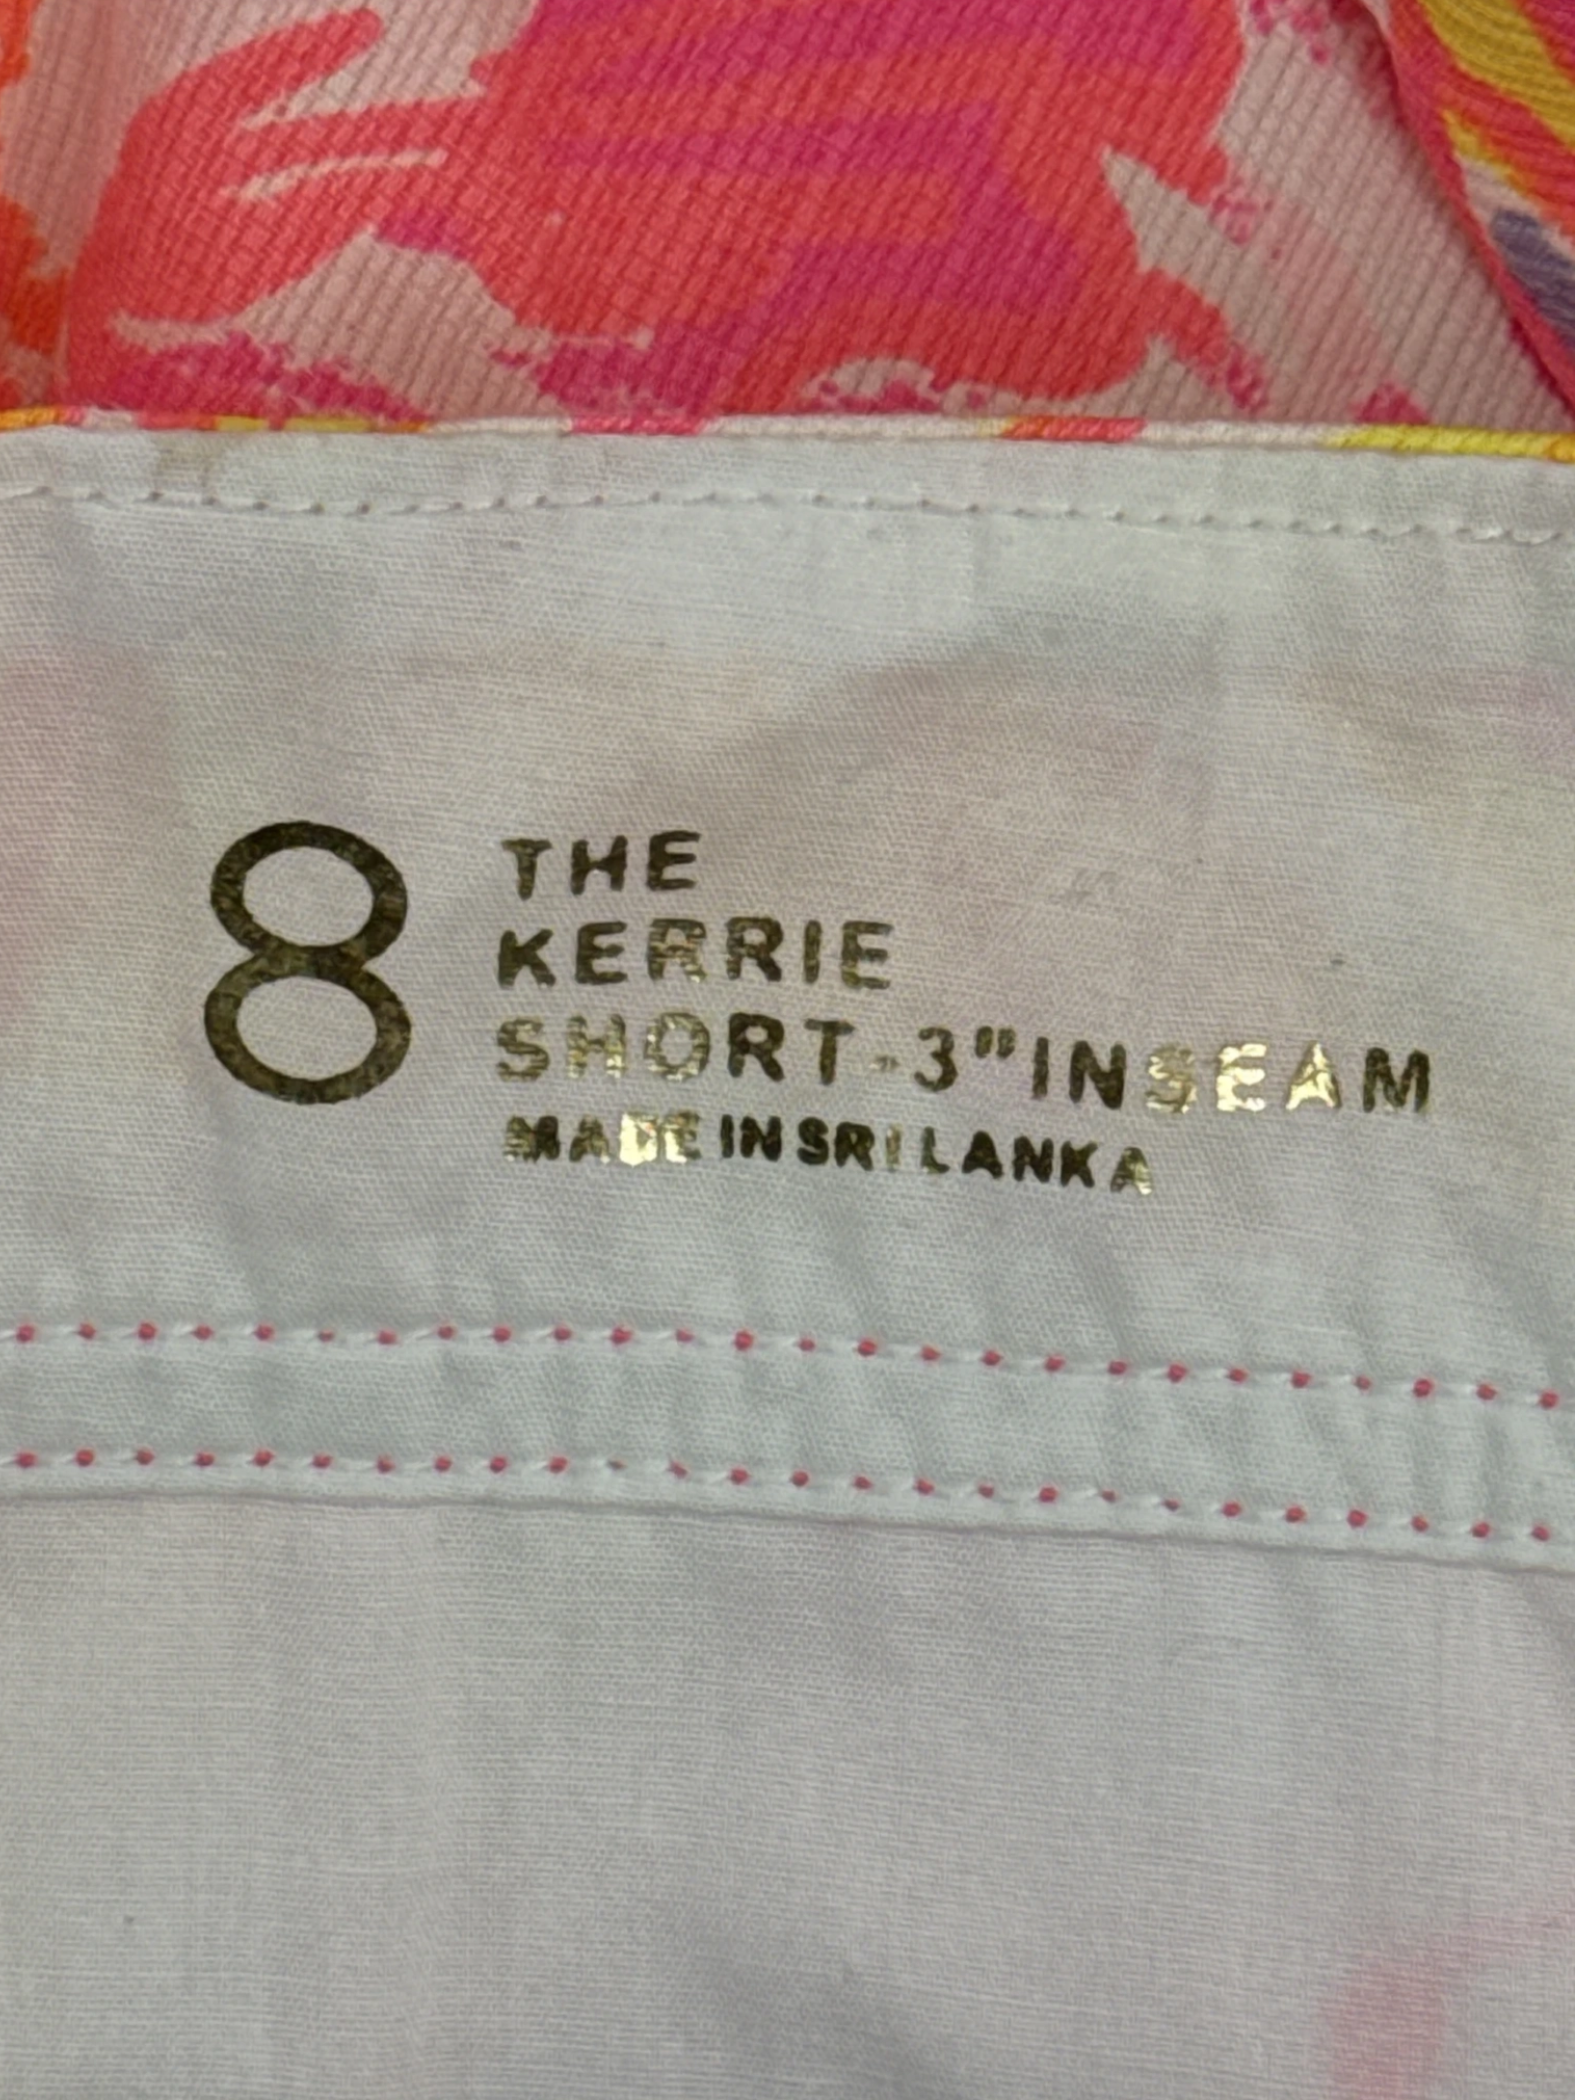 8
THE
KERRIE
SHORT-3"INSEAM
MADE IN SRI LANKA